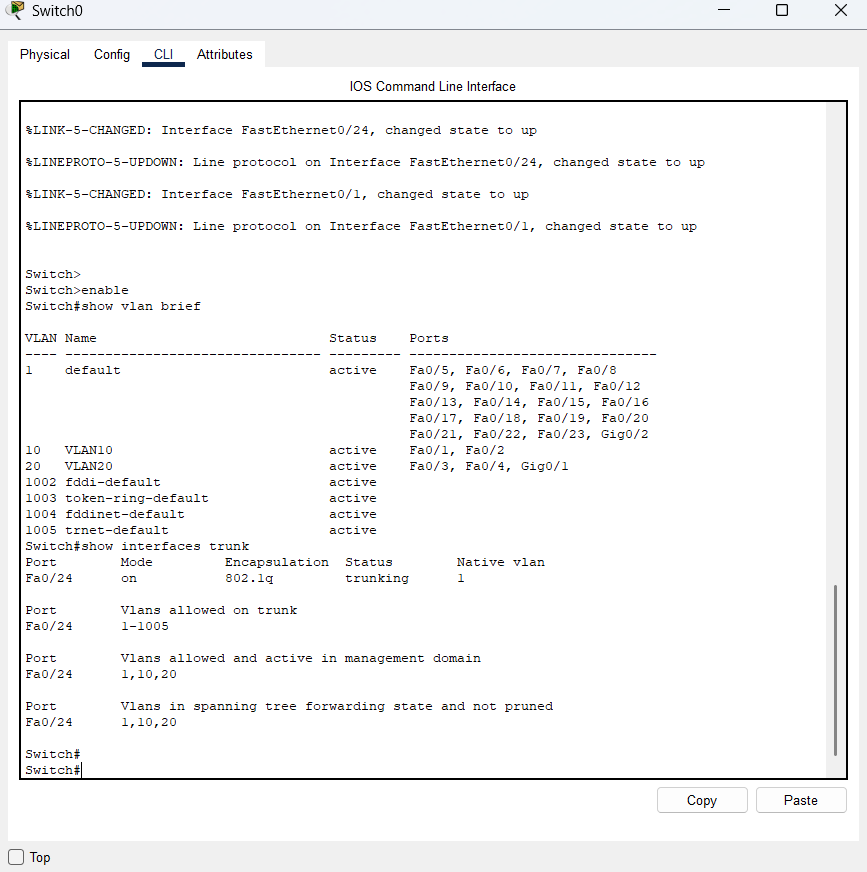 Switch0
Physical Config CLI Attributes
IOS Command Line Interface
%LINK-5-CHANGED: Interface FastEthernet0/24, changed state to up
%LINEPROTO-5-UPDOWN: Line protocol on Interface FastEthernet0/24, changed state to up
%LINK-5-CHANGED: Interface FastEthernet0/1, changed state to up
%LINEPROTO-5-UPDOWN: Line protocol on Interface FastEthernet0/1, changed state to up
Switch>
Switch>enable
Switch#show vlan brief
VLAN Name                             Status    Ports
---- -------------------------------- --------- -------------------------------
1    default                          active    Fa0/5, Fa0/6, Fa0/7, Fa0/8
                                                Fa0/9, Fa0/10, Fa0/11, Fa0/12
                                                Fa0/13, Fa0/14, Fa0/15, Fa0/16
                                                Fa0/17, Fa0/18, Fa0/19, Fa0/20
                                                Fa0/21, Fa0/22, Fa0/23, Gig0/2
10   VLAN10                           active    Fa0/1, Fa0/2
20   VLAN20                           active    Fa0/3, Fa0/4, Gig0/1
1002 fddi-default                     active
1003 token-ring-default               active
1004 fddinet-default                  active
1005 trnet-default                    active
Switch#show interfaces trunk
Port        Mode         Encapsulation  Status        Native vlan
Fa0/24      on           802.1q         trunking      1
Port        Vlans allowed on trunk
Fa0/24      1-1005
Port        Vlans allowed and active in management domain
Fa0/24      1,10,20
Port        Vlans in spanning tree forwarding state and not pruned
Fa0/24      1,10,20
Switch#
Switch#
Copy Paste
Top